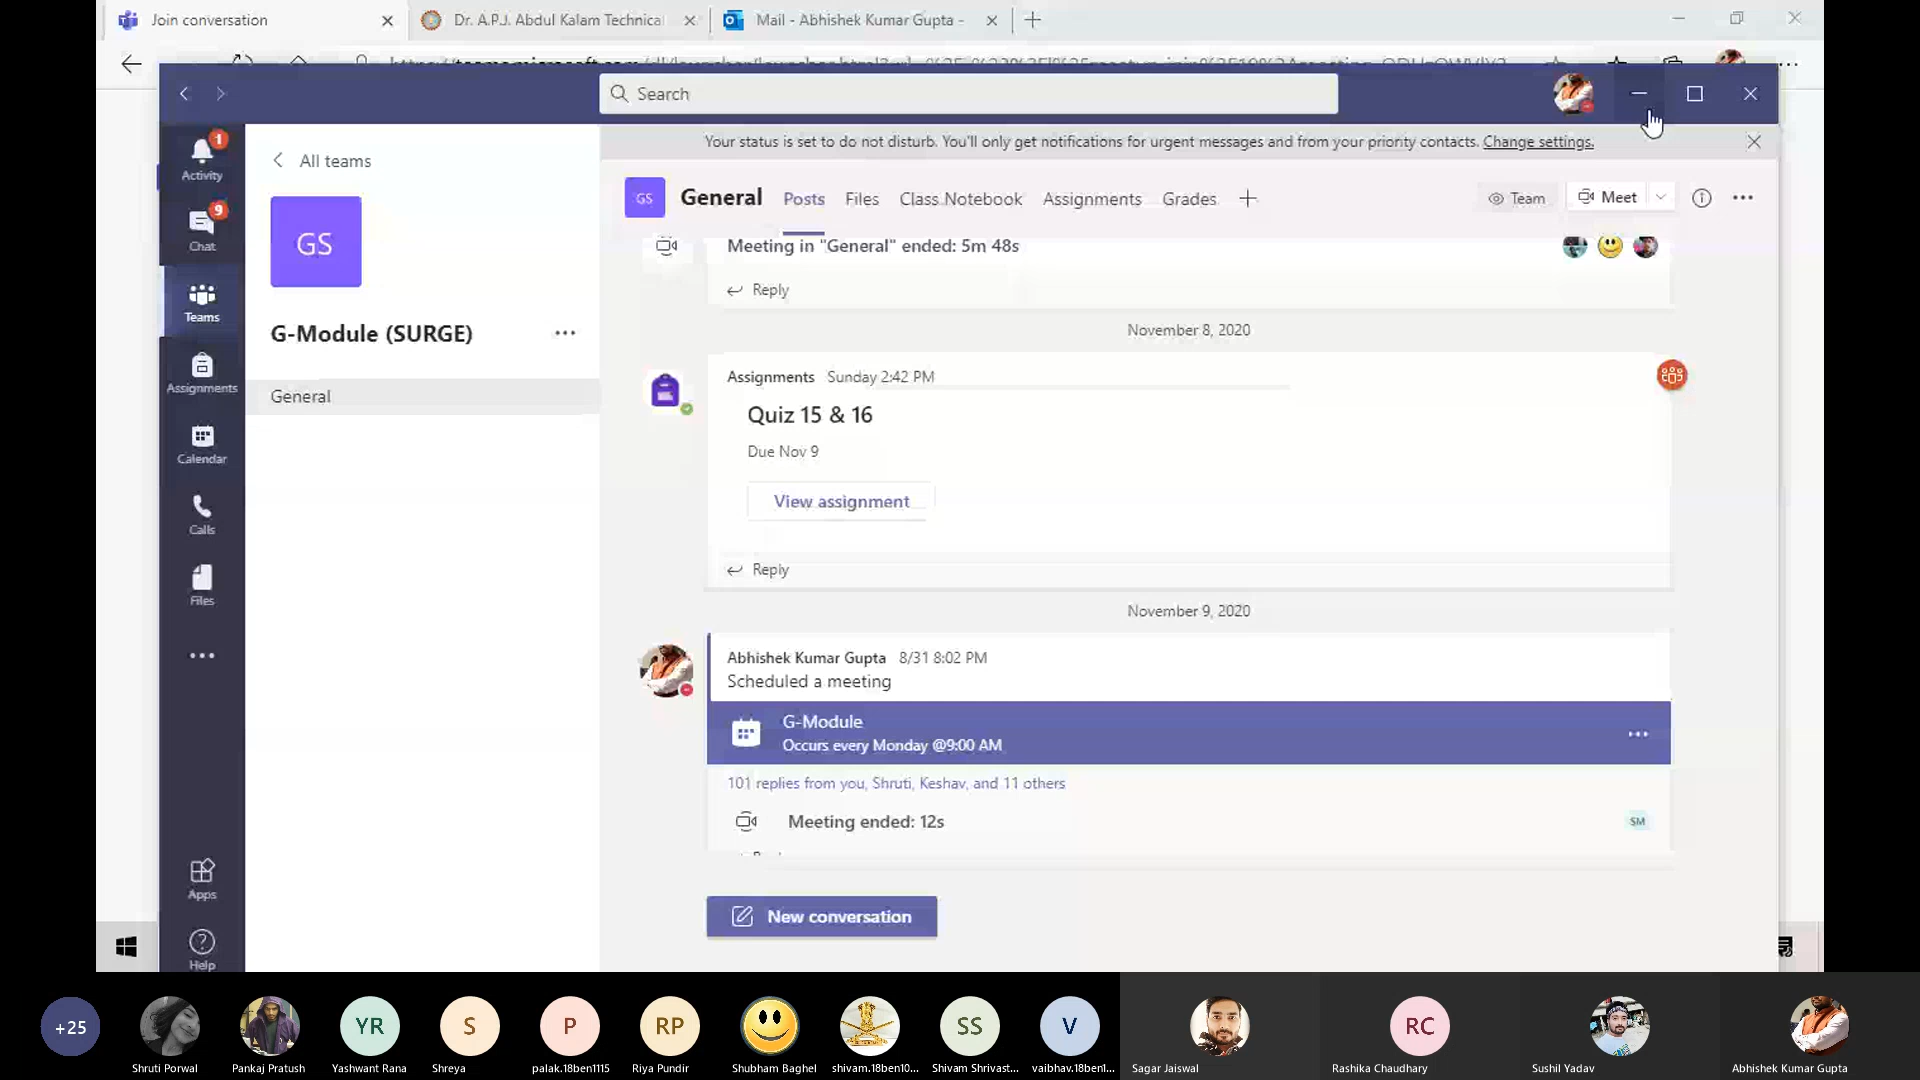 Join conversation
Dr. A.P.J. Abdul Kalam Technical
Mail - Abhishek Kumar Gupta -
Search
Your status is set to do not disturb. You'll only get notifications for urgent messages and from your priority contacts. Change settings.
1
Activity
9
Chat
Teams
Assignments
Calendar
Calls
Files
Apps
Help
All teams
GS
G-Module (SURGE)
General
GS
General
Posts
Files
Class Notebook
Assignments
Grades
Team
Meet
Meeting in "General" ended: 5m 48s
Reply
November 8, 2020
Assignments Sunday 2:42 PM
Quiz 15 & 16
Due Nov 9
View assignment
Reply
November 9, 2020
Abhishek Kumar Gupta 8/31 8:02 PM
Scheduled a meeting
G-Module
Occurs every Monday @9:00 AM
101 replies from you, Shruti, Keshav, and 11 others
Meeting ended: 12s
SM
New conversation
+25
YR
S
P
RP
SS
V
RC
Shruti Porwal
Pankaj Pratush
Yashwant Rana
Shreya
palak.18ben1115
Riya Pundir
Shubham Baghel
shivam.18ben10...
Shivam Shrivast...
vaibhav.18ben1...
Sagar Jaiswal
Rashika Chaudhary
Sushil Yadav
Abhishek Kumar Gupta